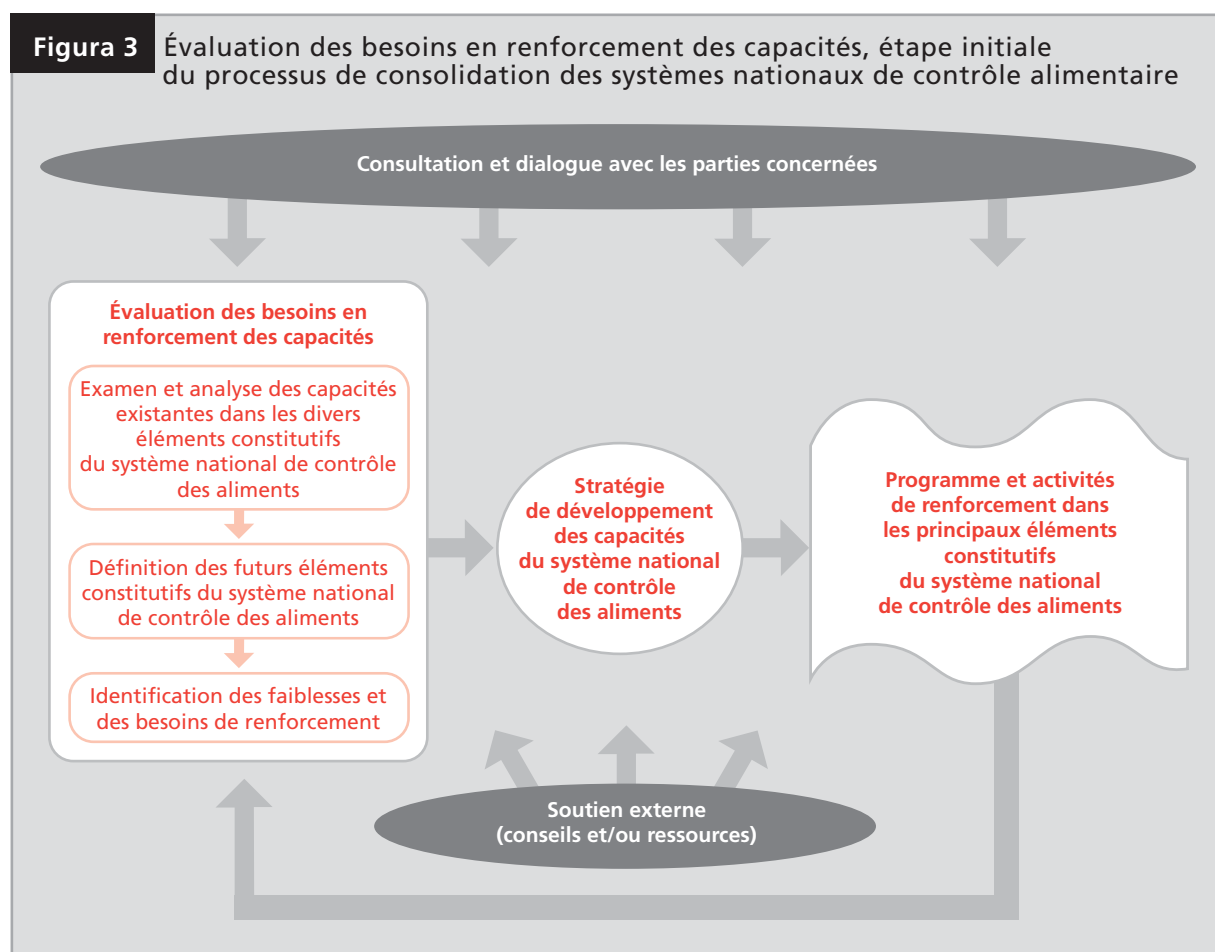 Figura 3
Évaluation des besoins en renforcement des capacités, étape initiale
du processus de consolidation des systèmes nationaux de contrôle alimentaire
Consultation et dialogue avec les parties concernées
Évaluation des besoins en
renforcement des capacités
Examen et analyse des capacités
existantes dans les divers
éléments constitutifs
du système national de contrôle
des aliments
Définition des futurs éléments
constitutifs du système national
de contrôle des aliments
Identification des faiblesses et
des besoins de renforcement
Stratégie
de développement
des capacités
du système national
de contrôle
des aliments
Programme et activités
de renforcement dans
les principaux éléments
constitutifs
du système national
de contrôle des aliments
Soutien externe
(conseils et/ou ressources)